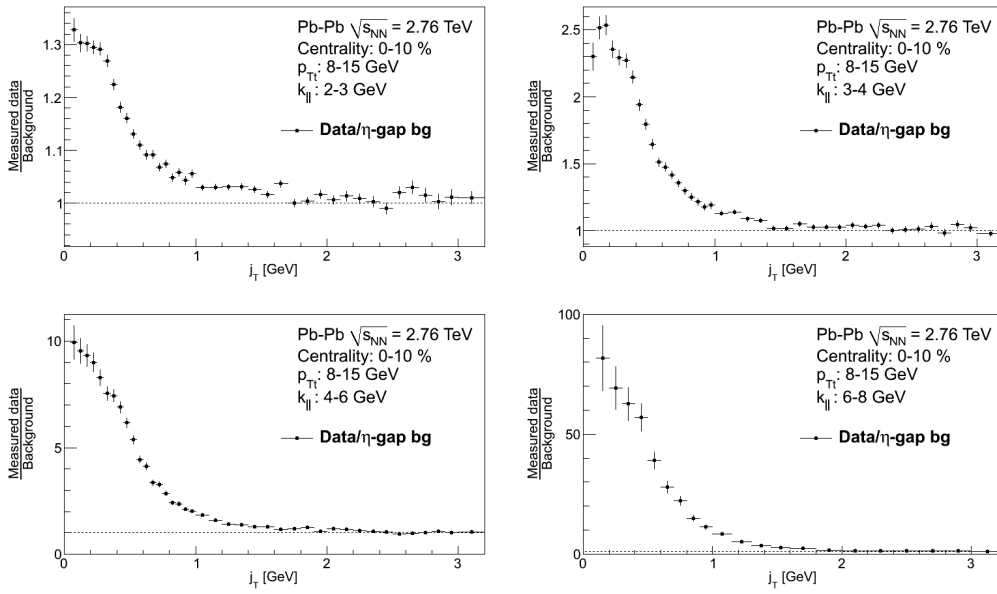 Pb-Pb √s_NN = 2.76 TeV
Centrality: 0-10 %
p_Tt: 8-15 GeV
k_||: 2-3 GeV
Data/η-gap bg
Measured data
Background
1.3
1.2
1.1
1
0 1 2 3
j_T [GeV]
Pb-Pb √s_NN = 2.76 TeV
Centrality: 0-10 %
p_Tt: 8-15 GeV
k_||: 3-4 GeV
Data/η-gap bg
Measured data
Background
2.5
2
1.5
1
0 1 2 3
j_T [GeV]
Pb-Pb √s_NN = 2.76 TeV
Centrality: 0-10 %
p_Tt: 8-15 GeV
k_||: 4-6 GeV
Data/η-gap bg
Measured data
Background
10
5
0
0 1 2 3
j_T [GeV]
Pb-Pb √s_NN = 2.76 TeV
Centrality: 0-10 %
p_Tt: 8-15 GeV
k_||: 6-8 GeV
Data/η-gap bg
Measured data
Background
100
50
0
0 1 2 3
j_T [GeV]